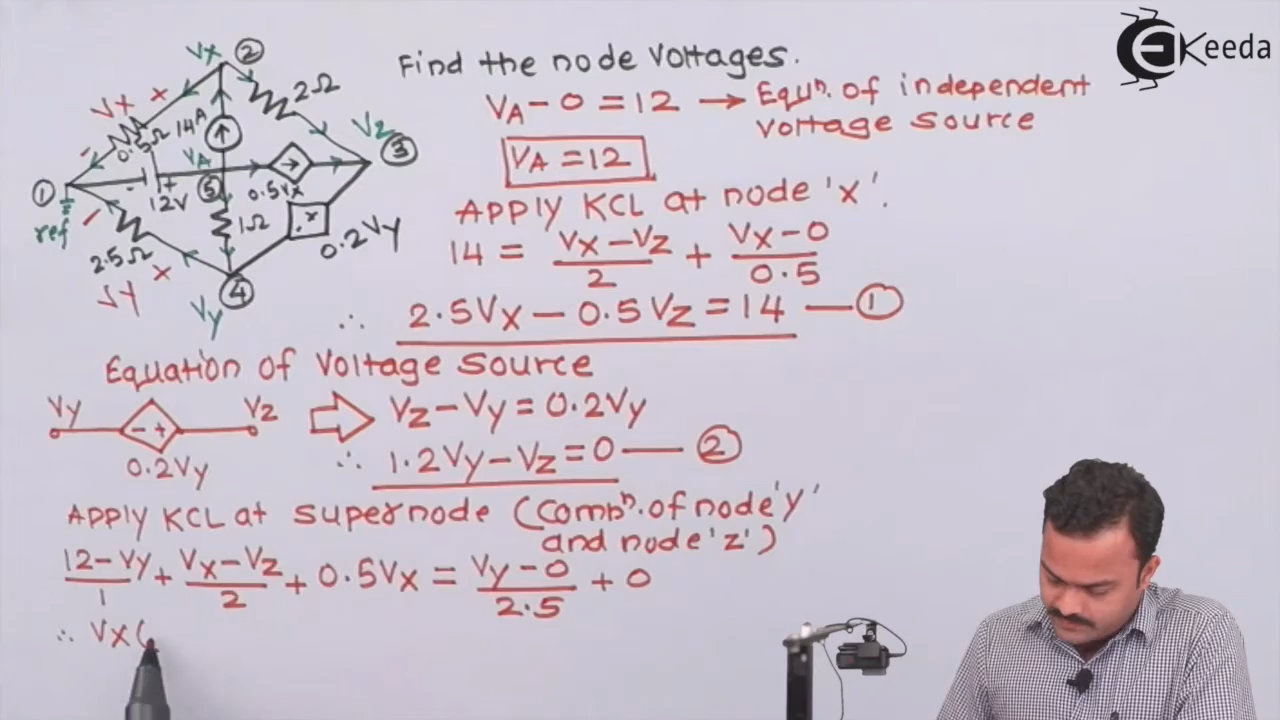 EKeeda
Find the node voltages.
VA - 0 = 12 → Equⁿ. of independent voltage source
VA = 12
APPLY KCL at node 'x'.
14 = (Vx - Vz)/2 + (Vx - 0)/0.5
∴ 2.5Vx - 0.5Vz = 14 — ①
Vx ②
2Ω
Vx
0.5Ω
14A
Vz ③
VA
①
- +
12V
⑤
0.5Vx
ref
1Ω
0.2Vy
2.5Ω
Vy
④
Vy
Equation of voltage source
Vy Vz
- +
0.2Vy
⇒ Vz - Vy = 0.2Vy
∴ 1.2Vy - Vz = 0 — ②
APPLY KCL at supernode (Combⁿ. of node 'y'
and node 'z')
(12 - Vy)/1 + (Vx - Vz)/2 + 0.5Vx = (Vy - 0)/2.5 + 0
∴ Vx (